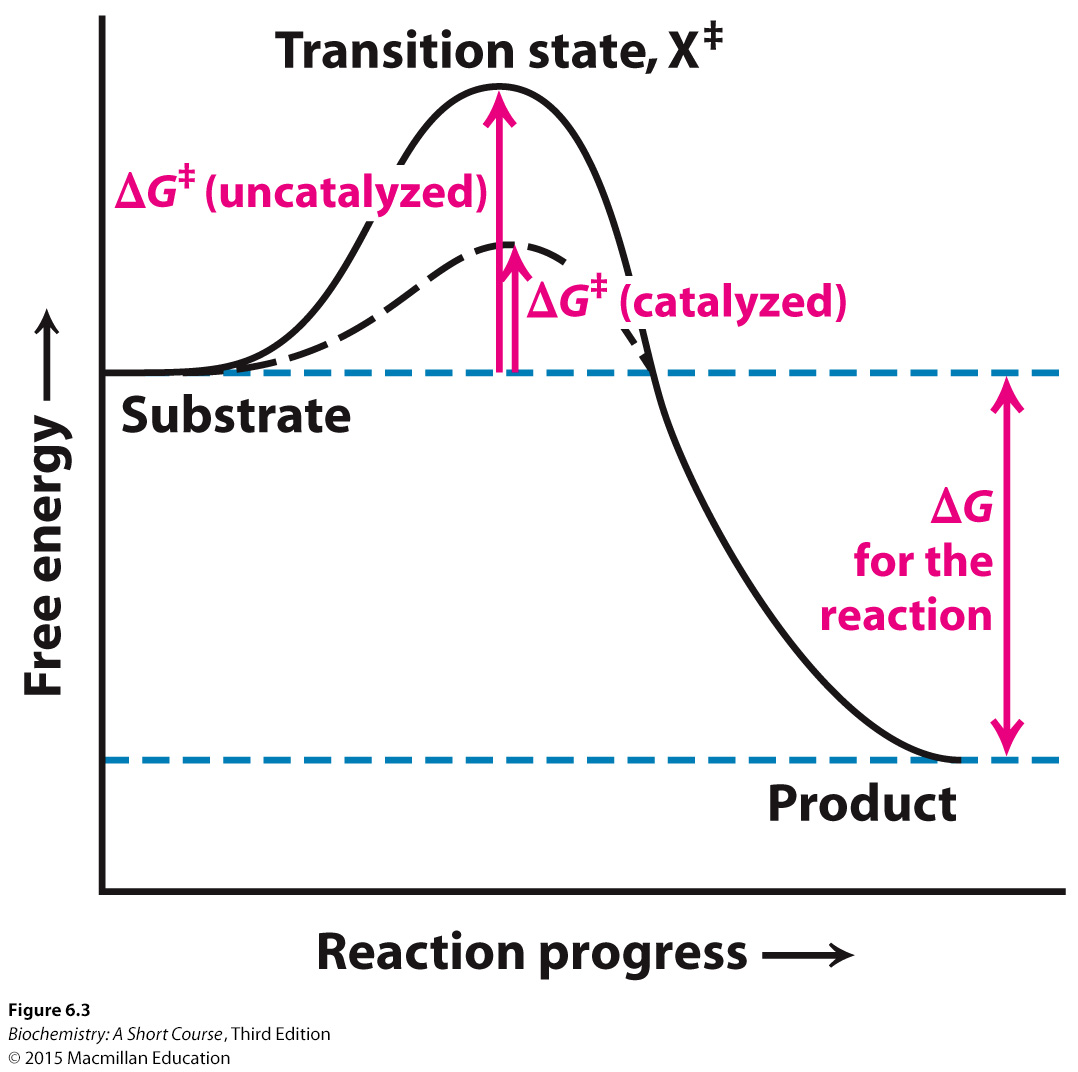 Transition state, X‡
ΔG‡ (uncatalyzed)
ΔG‡ (catalyzed)
Substrate
Free energy
ΔG
for the
reaction
Product
Reaction progress
Figure 6.3
Biochemistry: A Short Course, Third Edition
© 2015 Macmillan Education